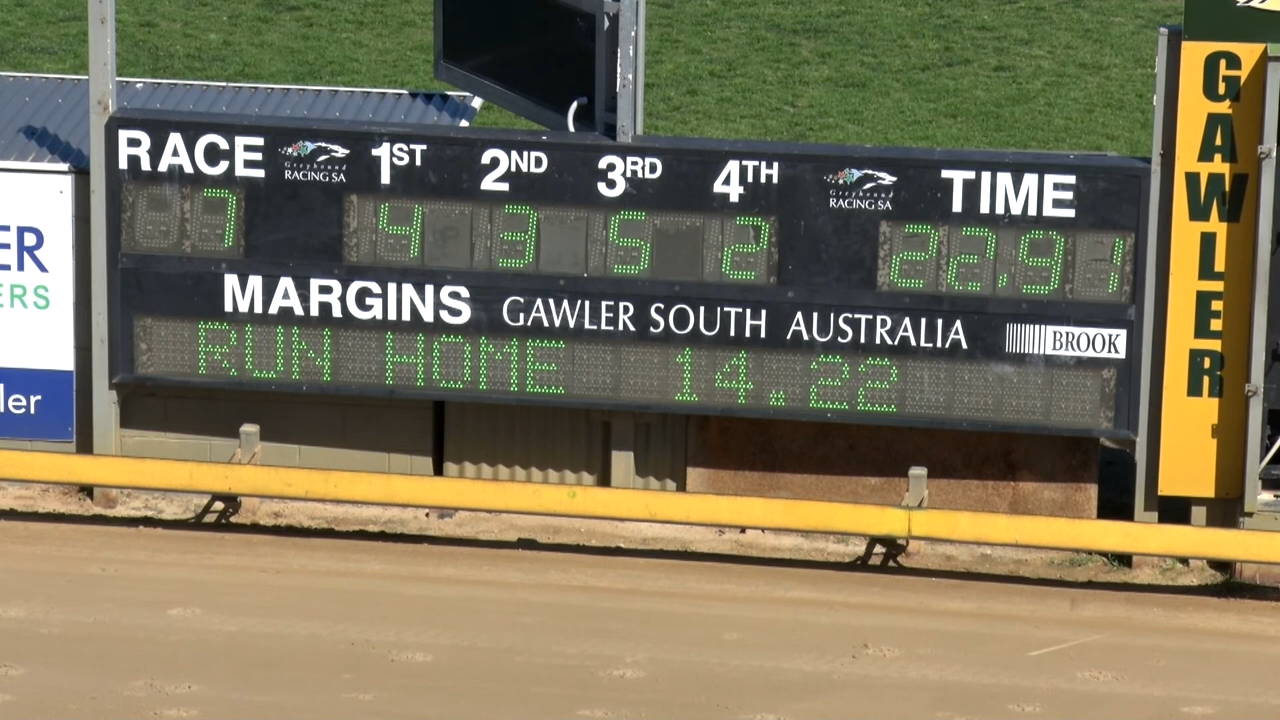 RACE Greyhound RACING SA 1ST 2ND 3RD 4TH Greyhound RACING SA TIME
7 4 3 5 2 22.91
MARGINS GAWLER SOUTH AUSTRALIA BROOK
RUN HOME 14.22
GAWLER
ER
ERS
ler